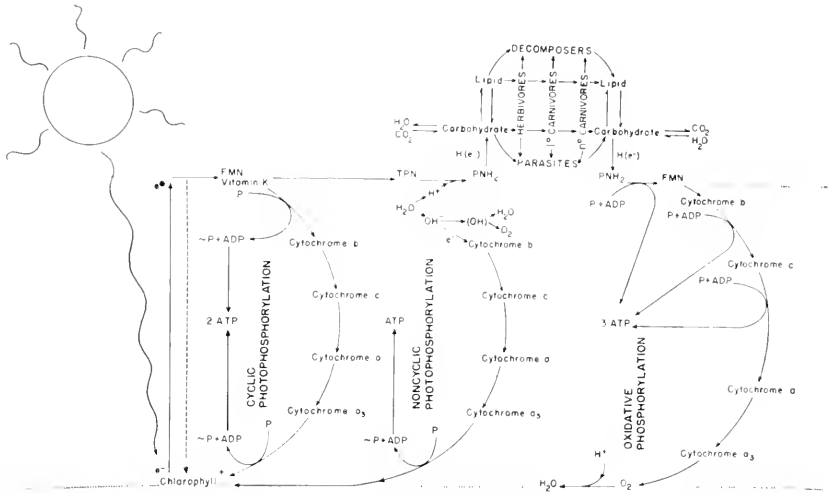 DECOMPOSERS
Lipid
Lipid
HERBIVORES
1° CARNIVORES
n° CARNIVORES
H₂O
CO₂
Carbohydrate
Carbohydrate
CO₂
H₂O
PARASITES
H(e⁻)
H(e⁻)
e⁻
FMN
Vitamin K
TPN
PNH₂
PNH₂
FMN
P
H⁺
H₂O
OH⁻
(OH)
H₂O
O₂
e⁻
P+ADP
P+ADP
P+ADP
Cytochrome b
Cytochrome b
Cytochrome b
~P+ADP
Cytochrome c
Cytochrome c
Cytochrome c
2 ATP
ATP
3 ATP
CYCLIC
PHOTOPHOSPHORYLATION
NONCYCLIC
PHOTOPHOSPHORYLATION
OXIDATIVE
PHOSPHORYLATION
Cytochrome a
Cytochrome a
Cytochrome a
Cytochrome a₃
Cytochrome a₃
Cytochrome a₃
~P+ADP
P
~P+ADP
P
H⁺
e⁻
Chlorophyll
+
H₂O
O₂